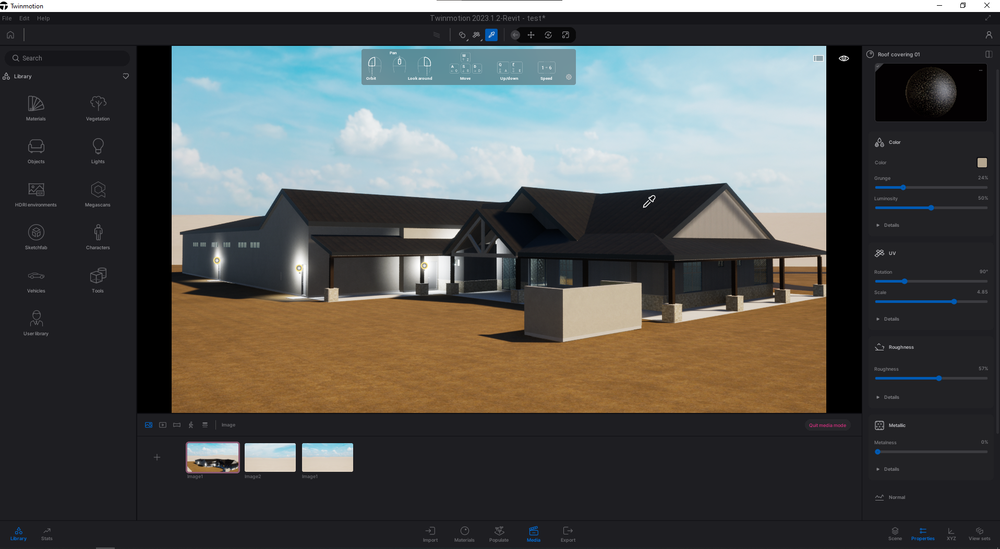 Twinmotion
File Edit Help
Twinmotion 2023.1.2-Revit - test*
Search
Library
Materials
Vegetation
Objects
Lights
HDRI
HDRI environments
Megascans
Sketchfab
Characters
Vehicles
Tools
User library
Pan
Orbit
Look around
W
Z
A S D
Q S D
Move
Q E
A E
Up/down
1 - 6
Speed
Roof covering 01
Color
Color
Grunge 24%
Luminosity 50%
Details
UV
Rotation 90°
Scale 4.85
Details
Roughness
Roughness 57%
Details
Metallic
Metalness 0%
Details
Normal
Image
Quit media mode
Image1
Image2
Image1
Library
Stats
Import
Materials
Populate
Media
Export
Scene
Properties
XYZ
View sets